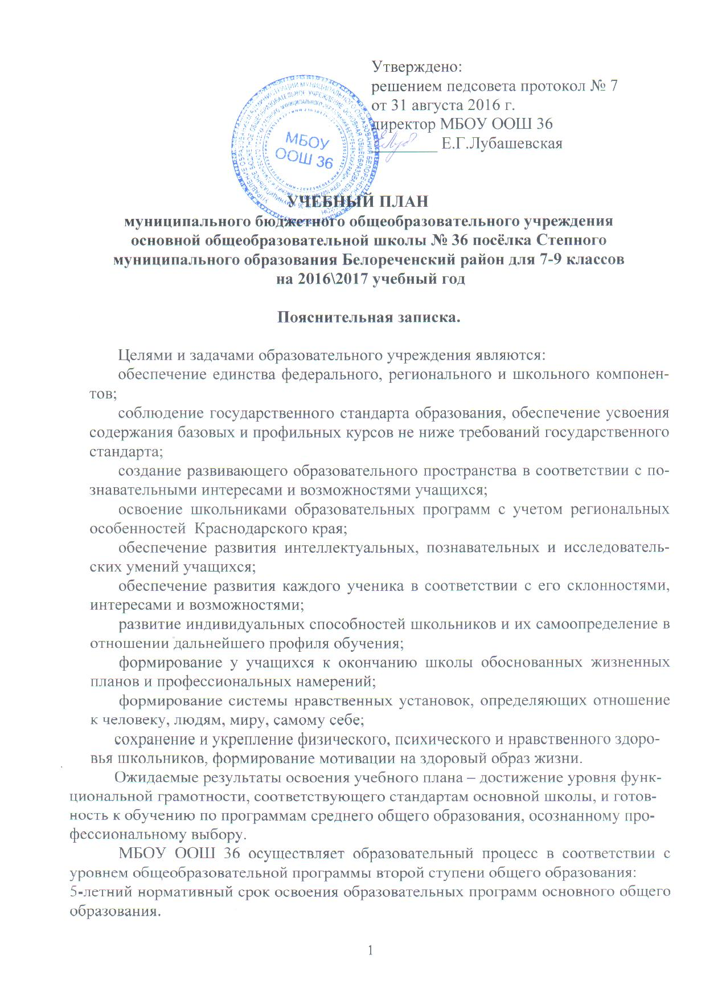 Утверждено:
решением педсовета протокол № 7
от 31 августа 2016 г.
директор МБОУ ООШ 36
_________ Е.Г.Лубашевская
МБОУ
ООШ 36
УЧЕБНЫЙ ПЛАН
муниципального бюджетного общеобразовательного учреждения
основной общеобразовательной школы № 36 посёлка Степного
муниципального образования Белореченский район для 7-9 классов
на 2016\2017 учебный год
Пояснительная записка.
Целями и задачами образовательного учреждения являются:
обеспечение единства федерального, регионального и школьного компонен-
тов;
соблюдение государственного стандарта образования, обеспечение усвоения
содержания базовых и профильных курсов не ниже требований государственного
стандарта;
создание развивающего образовательного пространства в соответствии с по-
знавательными интересами и возможностями учащихся;
освоение школьниками образовательных программ с учетом региональных
особенностей Краснодарского края;
обеспечение развития интеллектуальных, познавательных и исследователь-
ских умений учащихся;
обеспечение развития каждого ученика в соответствии с его склонностями,
интересами и возможностями;
развитие индивидуальных способностей школьников и их самоопределение в
отношении дальнейшего профиля обучения;
формирование у учащихся к окончанию школы обоснованных жизненных
планов и профессиональных намерений;
формирование системы нравственных установок, определяющих отношение
к человеку, людям, миру, самому себе;
сохранение и укрепление физического, психического и нравственного здоро-
вья школьников, формирование мотивации на здоровый образ жизни.
Ожидаемые результаты освоения учебного плана – достижение уровня функ-
циональной грамотности, соответствующего стандартам основной школы, и готов-
ность к обучению по программам среднего общего образования, осознанному про-
фессиональному выбору.
МБОУ ООШ 36 осуществляет образовательный процесс в соответствии с
уровнем общеобразовательной программы второй ступени общего образования:
5-летний нормативный срок освоения образовательных программ основного общего
образования.
1